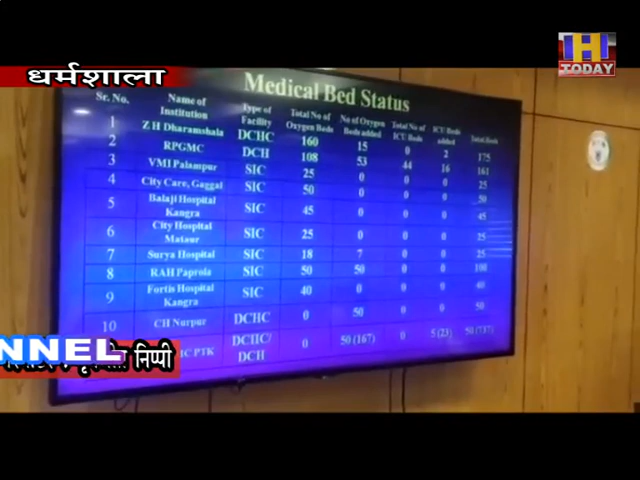 IHI
TODAY
धर्मशाला
Medical Bed Status
Sr. No. Name of Institution Type of Facility Total No of Oxygen Beds No of Oxygen Beds added Total No of ICU Beds ICU Beds added Total Beds
1 Z H Dharamshala DCHC 160 15 0 2 175
2 RPGMC DCH 108 53 44 16 161
3 VMI Palampur SIC 25 0 0 0 25
4 City Care, Gaggal SIC 50 0 0 0 50
5 Balaji Hospital Kangra SIC 45 0 0 0 45
6 City Hospital Mataur SIC 25 0 0 0 25
7 Surya Hospital SIC 18 7 0 0 25
8 RAH Paprola SIC 50 50 0 0 100
9 Fortis Hospital Kangra SIC 40 0 0 0 40
10 CH Nurpur DCHC 0 50 0 0 50
IC PTK DCHC/ DCH 0 50 (167) 0 5 (23) 50 (737)
NNEL
निप्पी